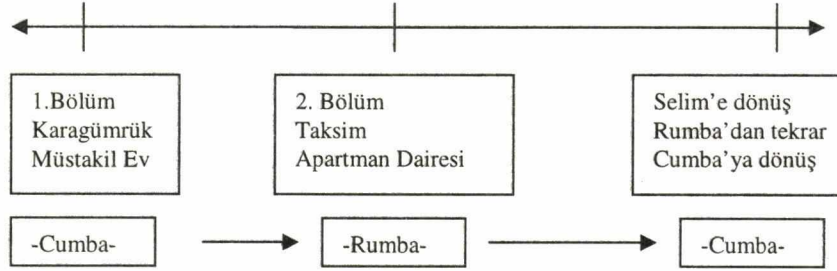 1.Bölüm
Karagümrük
Müstakil Ev
2. Bölüm
Taksim
Apartman Dairesi
Selim'e dönüş
Rumba'dan tekrar
Cumba'ya dönüş
-Cumba-
-Rumba-
-Cumba-